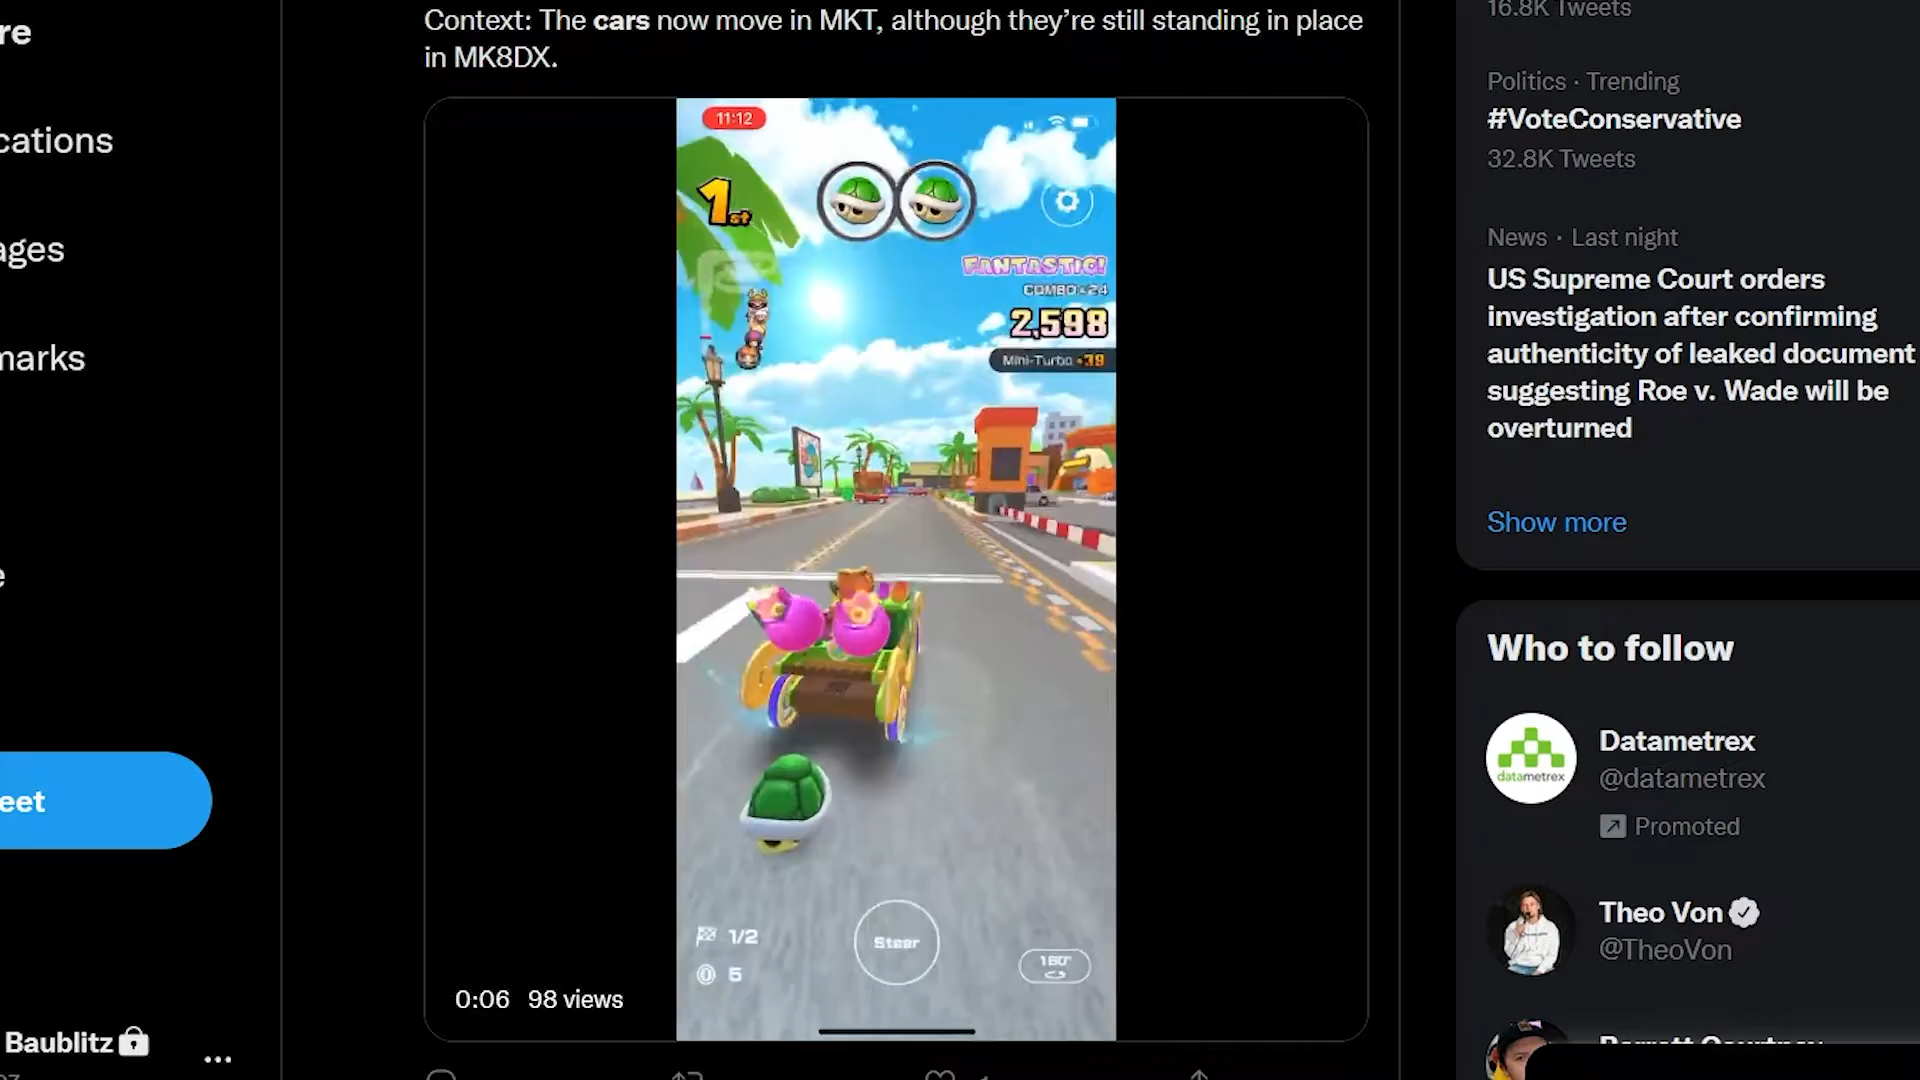 re
cations
ages
marks
e
eet
Baublitz
Context: The cars now move in MKT, although they’re still standing in place
in MK8DX.
11:12
1st
FANTASTIC!
COMBO×24
2,598
Mini-Turbo +39
1/2
5
Steer
180°
0:06 98 views
16.8K Tweets
Politics · Trending
#VoteConservative
32.8K Tweets
News · Last night
US Supreme Court orders
investigation after confirming
authenticity of leaked document
suggesting Roe v. Wade will be
overturned
Show more
Who to follow
datametrex
Datametrex
@datametrex
Promoted
Theo Von
@TheoVon